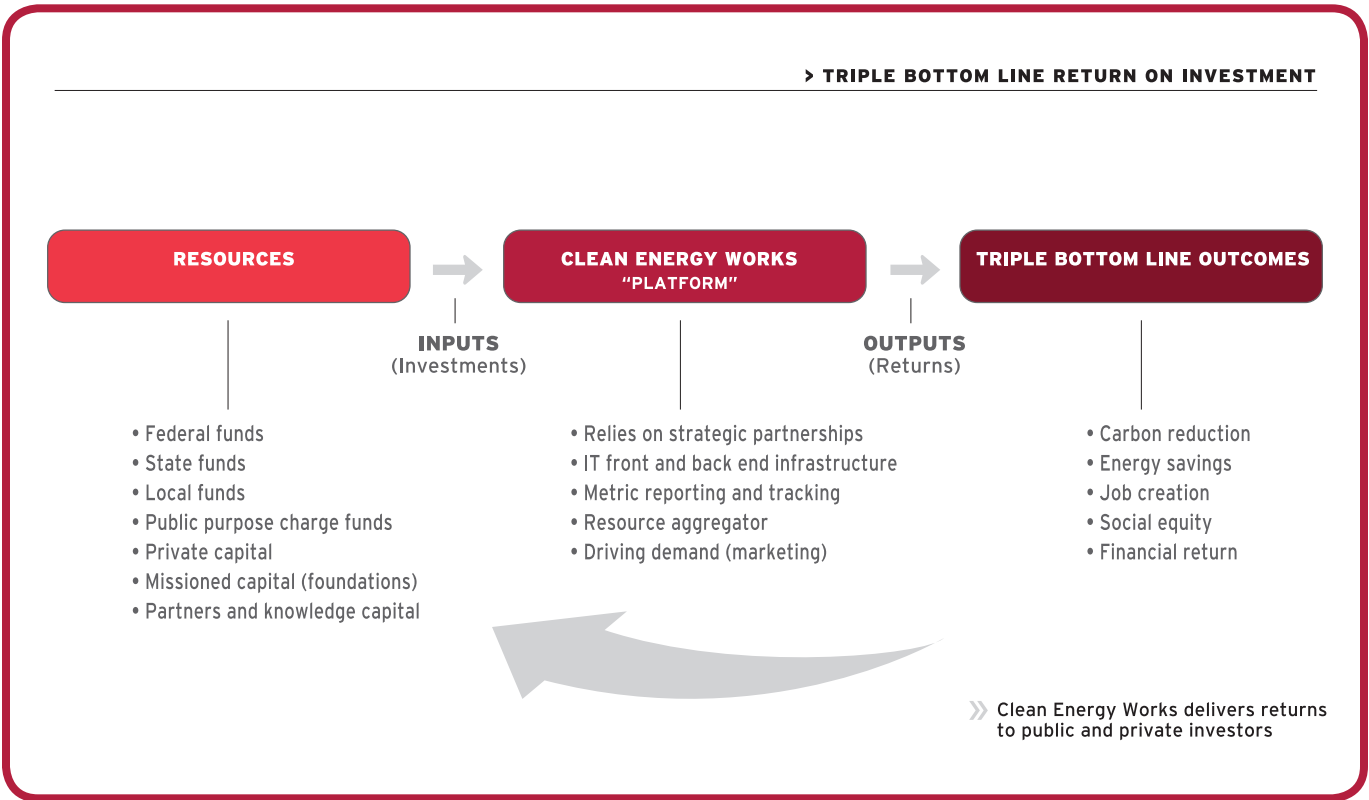 > TRIPLE BOTTOM LINE RETURN ON INVESTMENT
RESOURCES
CLEAN ENERGY WORKS
“PLATFORM”
TRIPLE BOTTOM LINE OUTCOMES
INPUTS
(Investments)
OUTPUTS
(Returns)
• Federal funds
• State funds
• Local funds
• Public purpose charge funds
• Private capital
• Missioned capital (foundations)
• Partners and knowledge capital
• Relies on strategic partnerships
• IT front and back end infrastructure
• Metric reporting and tracking
• Resource aggregator
• Driving demand (marketing)
• Carbon reduction
• Energy savings
• Job creation
• Social equity
• Financial return
» Clean Energy Works delivers returns
to public and private investors